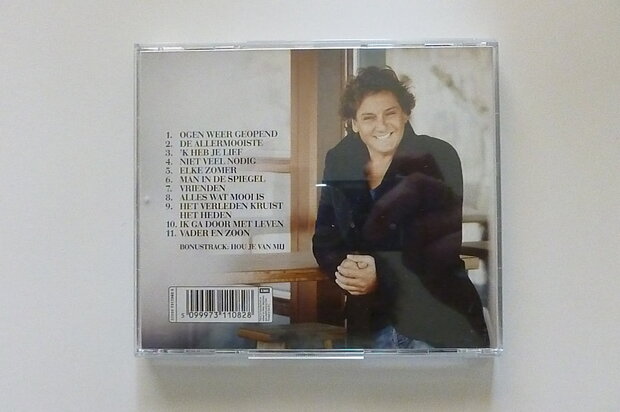 1. OGEN WEER GEOPEND
2. DE ALLERMOOISTE
3. 'K HEB JE LIEF
4. NIET VEEL NODIG
5. ELKE ZOMER
6. MAN IN DE SPIEGEL
7. VRIENDEN
8. ALLES WAT MOOI IS
9. HET VERLEDEN KRUIST
HET HEDEN
10. IK GA DOOR MET LEVEN
11. VADER EN ZOON
BONUSTRACK: HOU JE VAN MIJ
5 099973 110828